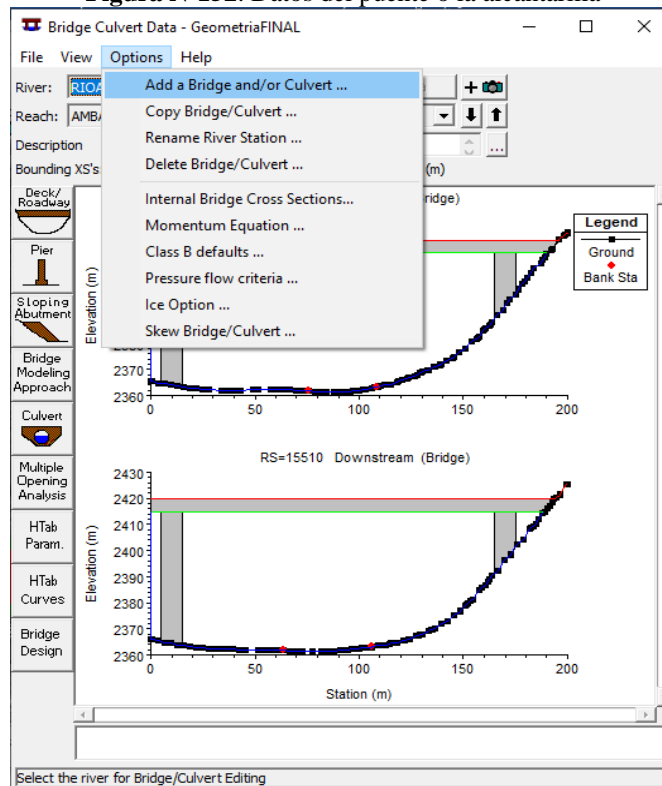 Bridge Culvert Data - GeometriaFINAL
File View Options Help
River:
RIOA
Add a Bridge and/or Culvert ...
Copy Bridge/Culvert ...
Rename River Station ...
Delete Bridge/Culvert ...
Internal Bridge Cross Sections...
Momentum Equation ...
Class B defaults ...
Pressure flow criteria ...
Ice Option ...
Skew Bridge/Culvert ...
+
Reach:
AMBA
Description
...
Bounding XS's:
(m)
Deck/
Roadway
Pier
Sloping
Abutment
Bridge
Modeling
Approach
Culvert
Multiple
Opening
Analysis
HTab
Param.
HTab
Curves
Bridge
Design
ridge)
Legend
Ground
Bank Sta
Elevation (m)
2370
2360
0 50 100 150 200
RS=15510 Downstream (Bridge)
2430
2420
2410
2400
2390
2380
2370
2360
Elevation (m)
0 50 100 150 200
Station (m)
Select the river for Bridge/Culvert Editing